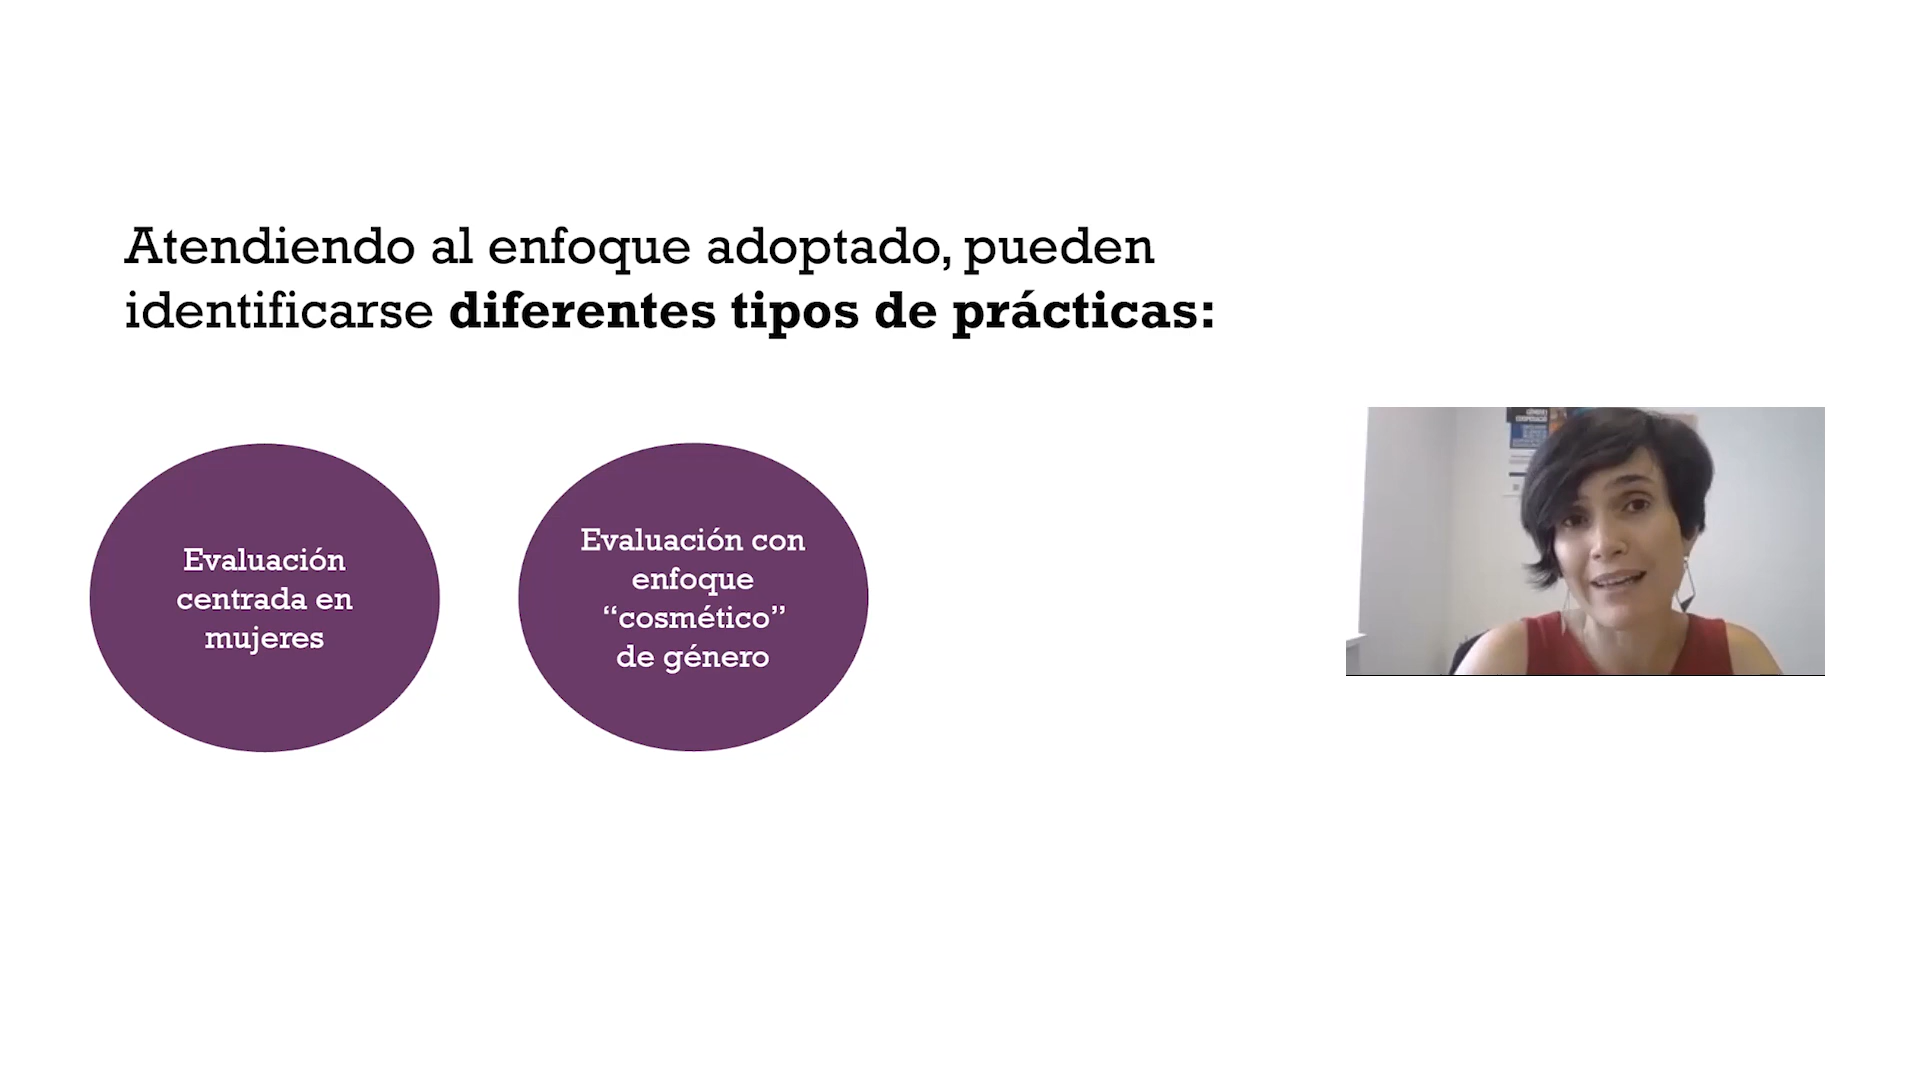 Atendiendo al enfoque adoptado, pueden
identificarse diferentes tipos de prácticas:
Evaluación
centrada en
mujeres
Evaluación con
enfoque
“cosmético”
de género